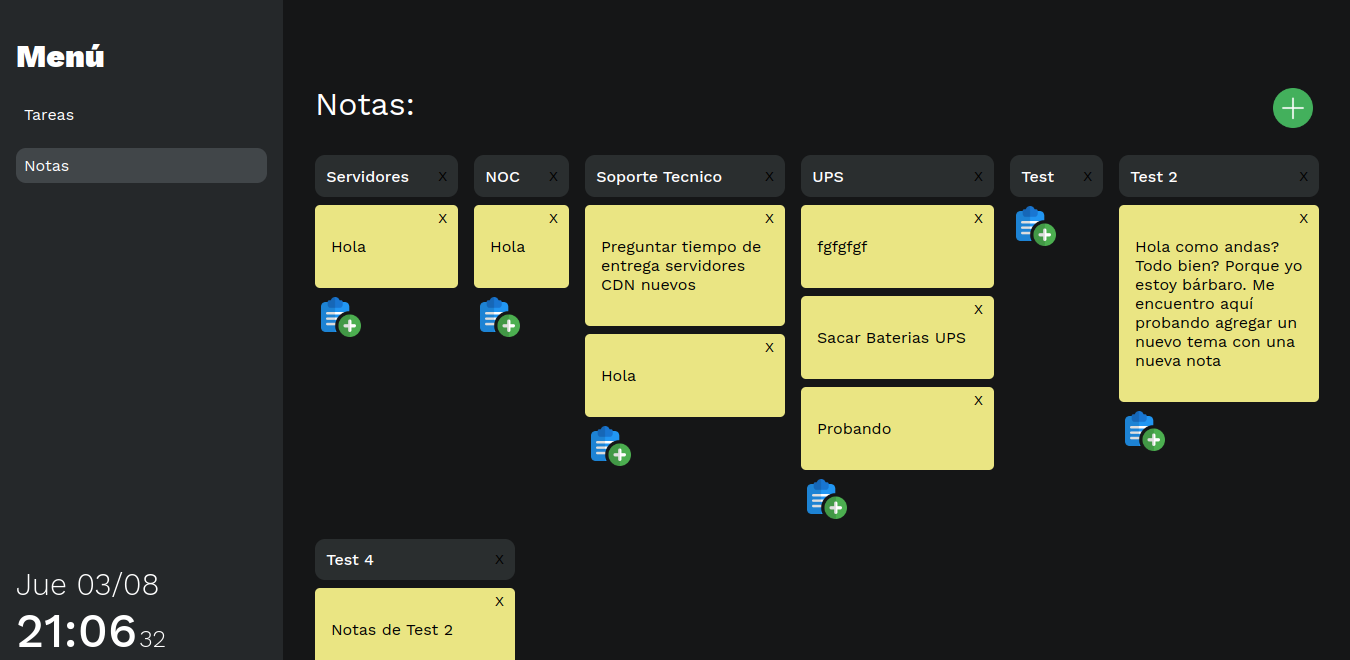 Menú
Tareas
Notas
Jue 03/08
21:06 32
Notas:
Servidores X
X
Hola
NOC X
X
Hola
Soporte Tecnico X
X
Preguntar tiempo de
entrega servidores
CDN nuevos
X
Hola
UPS X
X
fgfgfgf
X
Sacar Baterias UPS
X
Probando
Test X
Test 2 X
X
Hola como andas?
Todo bien? Porque yo
estoy bárbaro. Me
encuentro aquí
probando agregar un
nuevo tema con una
nueva nota
Test 4 X
X
Notas de Test 2